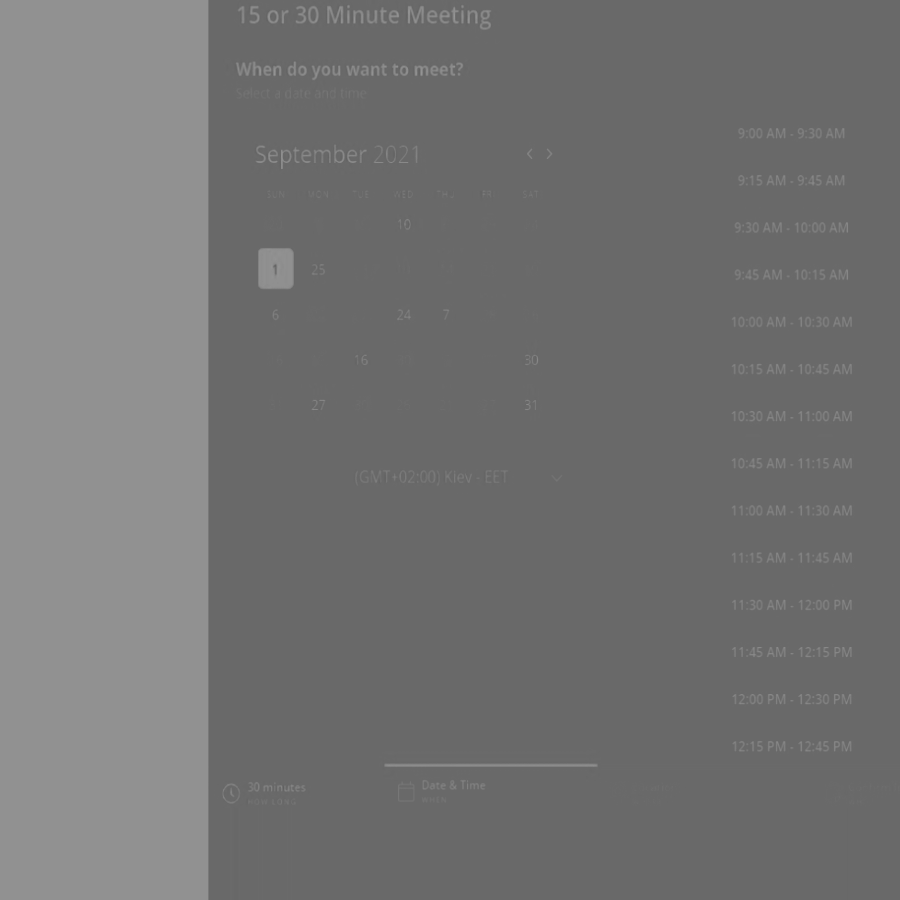 15 or 30 Minute Meeting
When do you want to meet?
Select a date and time
September 2021
SUN MON TUE WED THU FRI SAT
10
1 25
6 24 7
16 30
27 31
(GMT+02:00) Kiev - EET
9:00 AM - 9:30 AM
9:15 AM - 9:45 AM
9:30 AM - 10:00 AM
9:45 AM - 10:15 AM
10:00 AM - 10:30 AM
10:15 AM - 10:45 AM
10:30 AM - 11:00 AM
10:45 AM - 11:15 AM
11:00 AM - 11:30 AM
11:15 AM - 11:45 AM
11:30 AM - 12:00 PM
11:45 AM - 12:15 PM
12:00 PM - 12:30 PM
12:15 PM - 12:45 PM
30 minutes
HOW LONG
Date & Time
WHEN